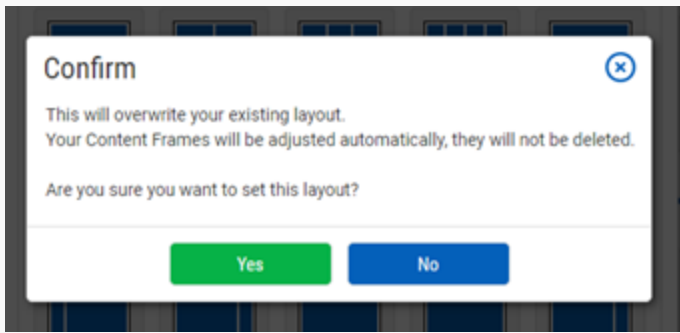 Confirm
This will overwrite your existing layout.
Your Content Frames will be adjusted automatically, they will not be deleted.
Are you sure you want to set this layout?
Yes
No